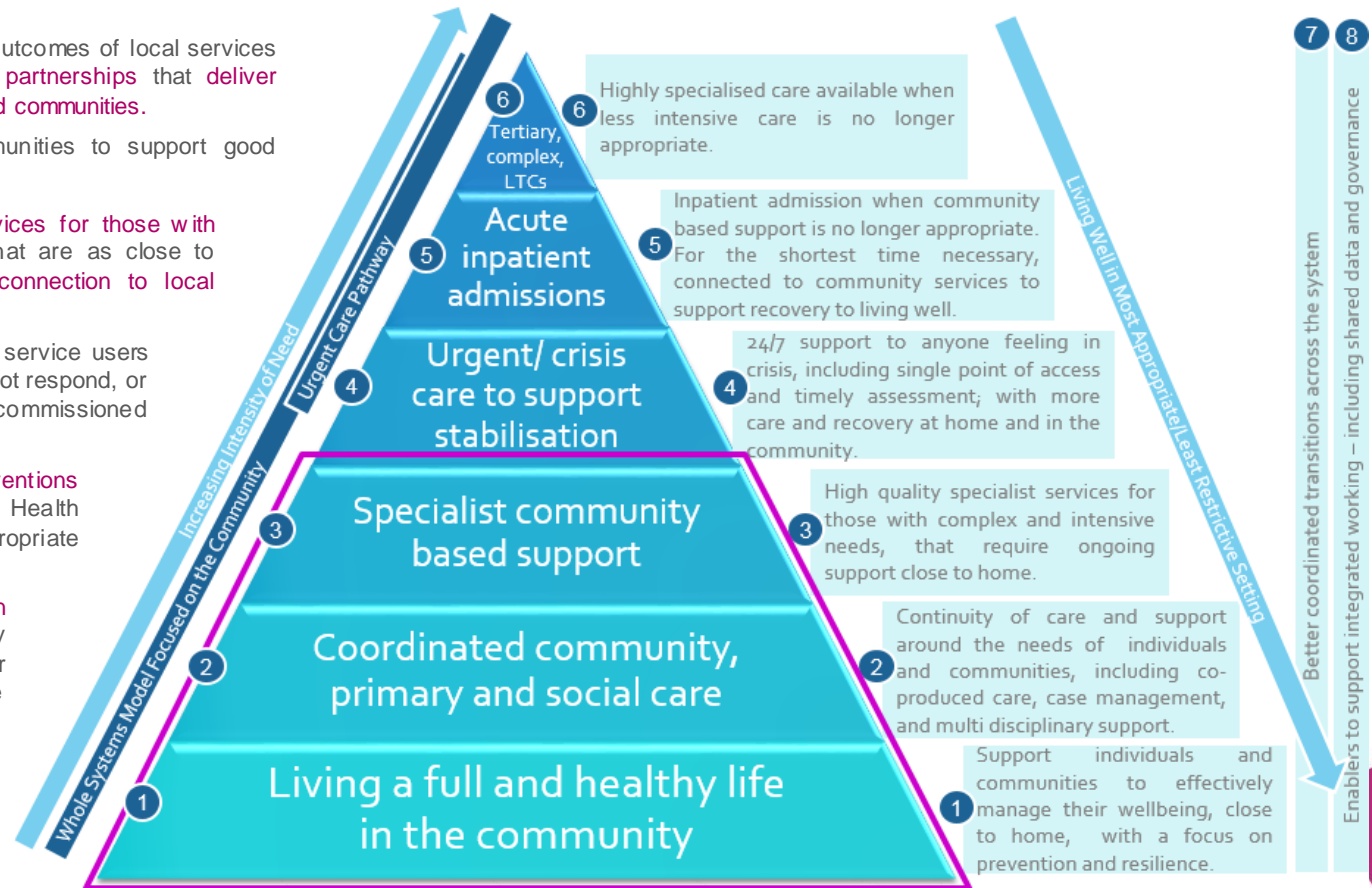 utcomes of local services
partnerships that deliver
d communities.
munities to support good
vices for those with
hat are as close to
connection to local
service users
ot respond, or
commissioned
ventions
Health
ropriate
n
y
r
e
Increasing Intensity of Need
Whole Systems Model Focused on the Community
Urgent Care Pathway
6
Tertiary,
complex,
LTCs
5
Acute
inpatient
admissions
4
Urgent/ crisis
care to support
stabilisation
3
Specialist community
based support
2
Coordinated community,
primary and social care
1
Living a full and healthy life
in the community
6
Highly specialised care available when
less intensive care is no longer
appropriate.
5
Inpatient admission when community
based support is no longer appropriate.
For the shortest time necessary,
connected to community services to
support recovery to living well.
4
24/7 support to anyone feeling in
crisis, including single point of access
and timely assessment; with more
care and recovery at home and in the
community.
3
High quality specialist services for
those with complex and intensive
needs, that require ongoing
support close to home.
2
Continuity of care and support
around the needs of individuals
and communities, including co-
produced care, case management,
and multi disciplinary support.
1
Support individuals and
communities to effectively
manage their wellbeing, close
to home, with a focus on
prevention and resilience.
Living Well in Most Appropriate/Least Restrictive Setting
7
Better coordinated transitions across the system
8
Enablers to support integrated working – including shared data and governance